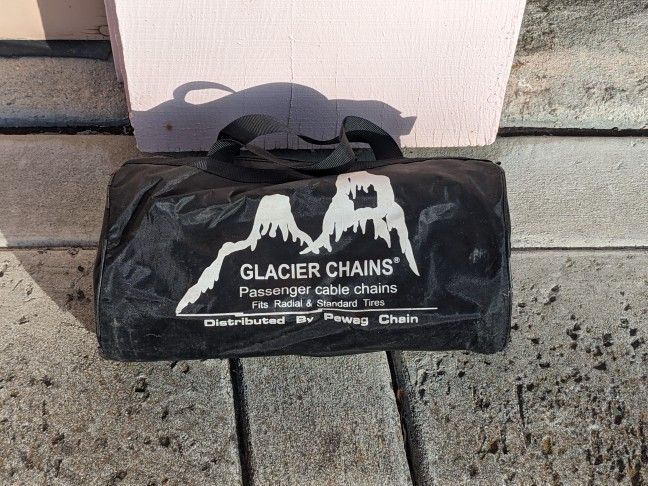 GLACIER CHAINS®
Passenger cable chains
Fits Radial & Standard Tires
Distributed By Pewag Chain